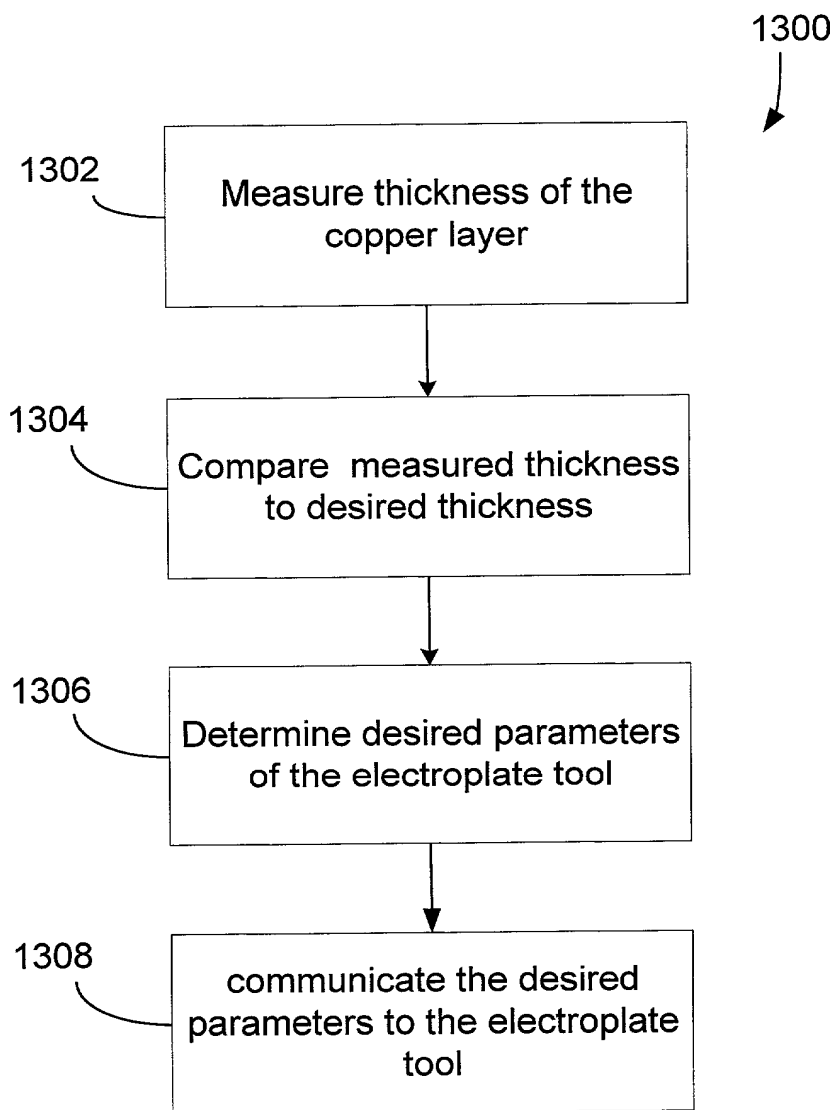 1300
1302
Measure thickness of the
copper layer
1304
Compare measured thickness
to desired thickness
1306
Determine desired parameters
of the electroplate tool
1308
communicate the desired
parameters to the electroplate
tool